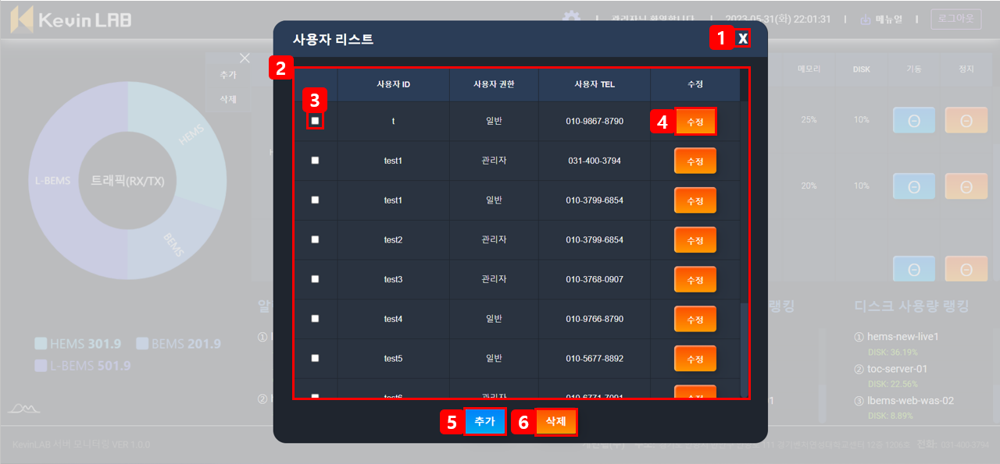 Kevin LAB
관리자님 환영합니다 | 2023-05-31(화) 22:01:31 | 메뉴얼 | 로그아웃
추가
삭제
HEMS
L-BEMS
BEMS
트래픽(RX/TX)
HEMS 301.9 BEMS 201.9
L-BEMS 501.9
사용자 리스트
1 X
2
사용자 ID 사용자 권한 사용자 TEL 수정
3
t 일반 010-9867-8790 4 수정
test1 관리자 031-400-3794 수정
test1 일반 010-3799-6854 수정
test2 관리자 010-3799-6854 수정
test3 관리자 010-3768-0907 수정
test4 일반 010-9766-8790 수정
test5 일반 010-5677-8892 수정
test6 관리자 010-6771-7001 수정
5 추가 6 삭제
메모리 DISK 기동 정지
25% 10%
20% 10%
랭킹
디스크 사용량 랭킹
① hems-new-live1
DISK: 36.19%
② toc-server-01
DISK: 22.56%
③ lbems-web-was-02
DISK: 8.89%
①
②
KevinLAB 서버 모니터링 VER 1.0.0
전화: 031-400-3794